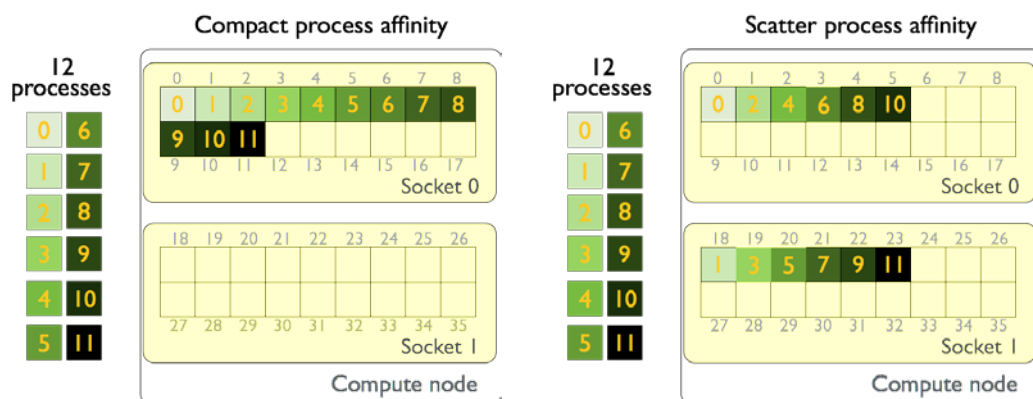 Compact process affinity
12
processes
0 6
1 7
2 8
3 9
4 10
5 11
0 1 2 3 4 5 6 7 8
0 1 2 3 4 5 6 7 8
9 10 11
9 10 11 12 13 14 15 16 17
Socket 0
18 19 20 21 22 23 24 25 26
27 28 29 30 31 32 33 34 35
Socket 1
Compute node
Scatter process affinity
12
processes
0 6
1 7
2 8
3 9
4 10
5 11
0 1 2 3 4 5 6 7 8
0 2 4 6 8 10
9 10 11 12 13 14 15 16 17
Socket 0
18 19 20 21 22 23 24 25 26
1 3 5 7 9 11
27 28 29 30 31 32 33 34 35
Socket 1
Compute node